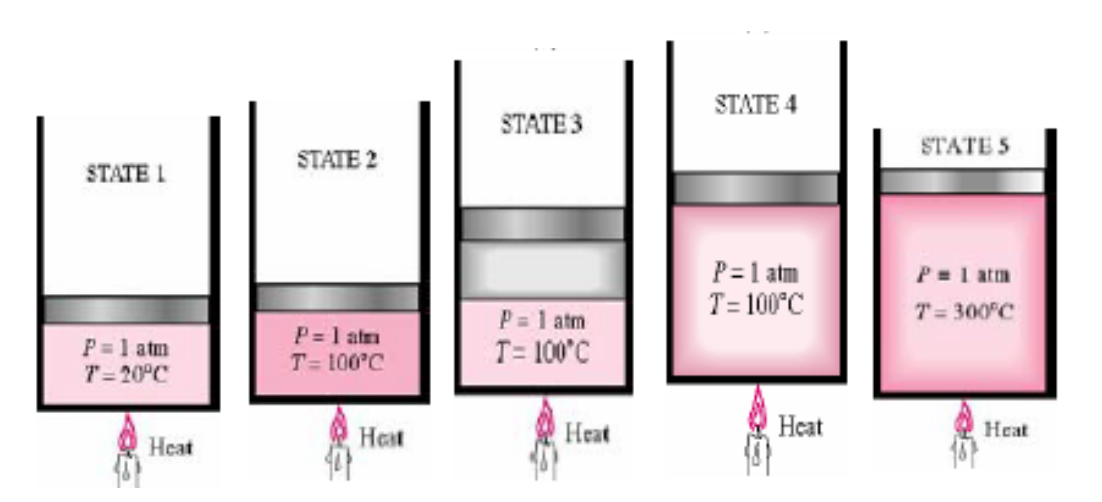 STATE 1
P = 1 atm
T = 20°C
Heat
STATE 2
P = 1 atm
T = 100°C
Heat
STATE 3
P = 1 atm
T = 100°C
Heat
STATE 4
P = 1 atm
T = 100°C
Heat
STATE 5
P = 1 atm
T = 300°C
Heat